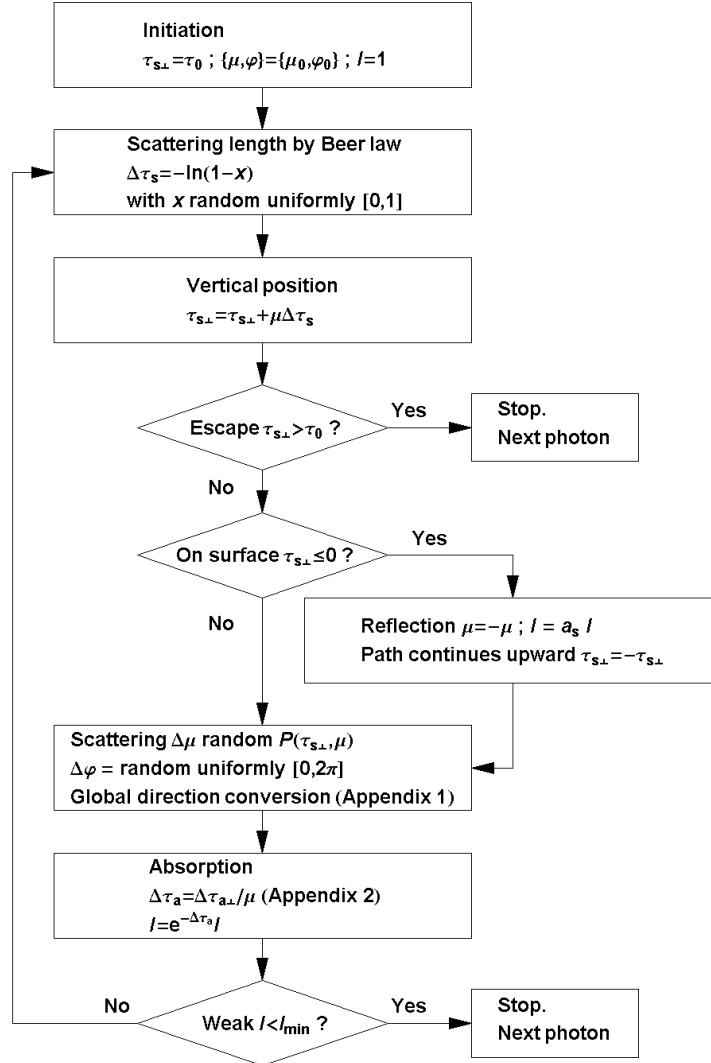 Initiation
τs⊥=τ0 ; {μ,φ}={μ0,φ0} ; I=1
Scattering length by Beer law
Δτs=−ln(1−x)
with x random uniformly [0,1]
Vertical position
τs⊥=τs⊥+μΔτs
Escape τs⊥>τ0 ?
Yes
Stop.
Next photon
No
On surface τs⊥≤0 ?
Yes
No
Reflection μ=−μ ; I = as I
Path continues upward τs⊥=−τs⊥
Scattering Δμ random P(τs⊥,μ)
Δφ = random uniformly [0,2π]
Global direction conversion (Appendix 1)
Absorption
Δτa=Δτa⊥/μ (Appendix 2)
I=e−ΔτaI
No
Weak I<Imin ?
Yes
Stop.
Next photon